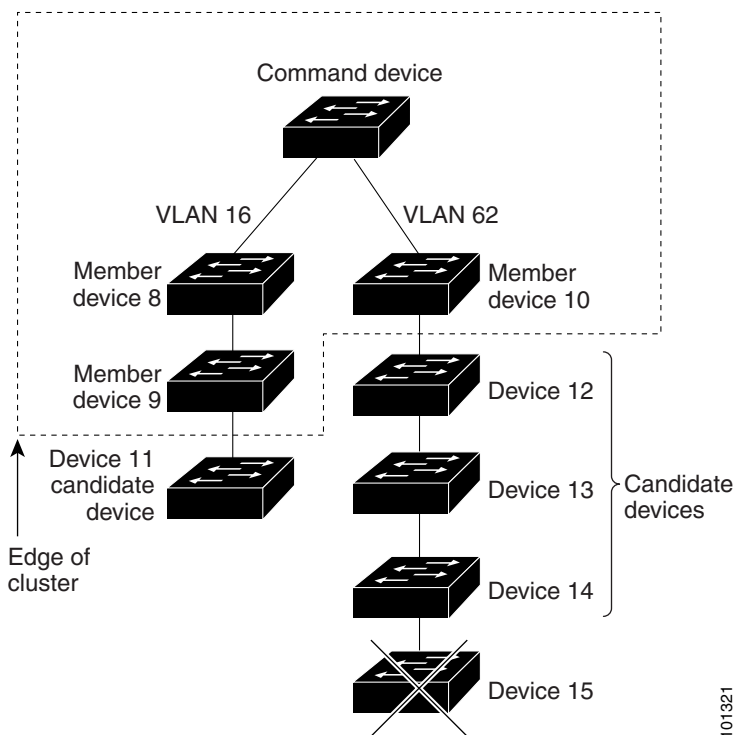 Command device
VLAN 16
VLAN 62
Member
device 8
Member
device 10
Member
device 9
Device 12
Device 11
candidate
device
Device 13
Candidate
devices
Edge of
cluster
Device 14
Device 15
101321